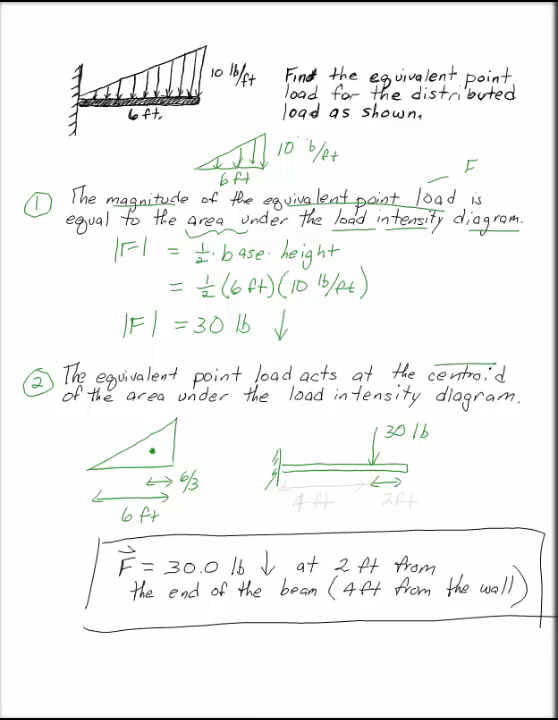 10 lb/ft
6 ft.
Find the equivalent point
load for the distributed
load as shown.
10 lb/ft
6 ft
F
① The magnitude of the equivalent point load is
equal to the area under the load intensity diagram.
|F| = 1/2 · base · height
= 1/2 (6 ft)(10 lb/ft)
|F| = 30 lb ↓
② The equivalent point load acts at the centroid
of the area under the load intensity diagram.
6/3
6 ft
30 lb
4 ft
2 ft
F⃗ = 30.0 lb ↓ at 2 ft from
the end of the beam (4 ft from the wall)